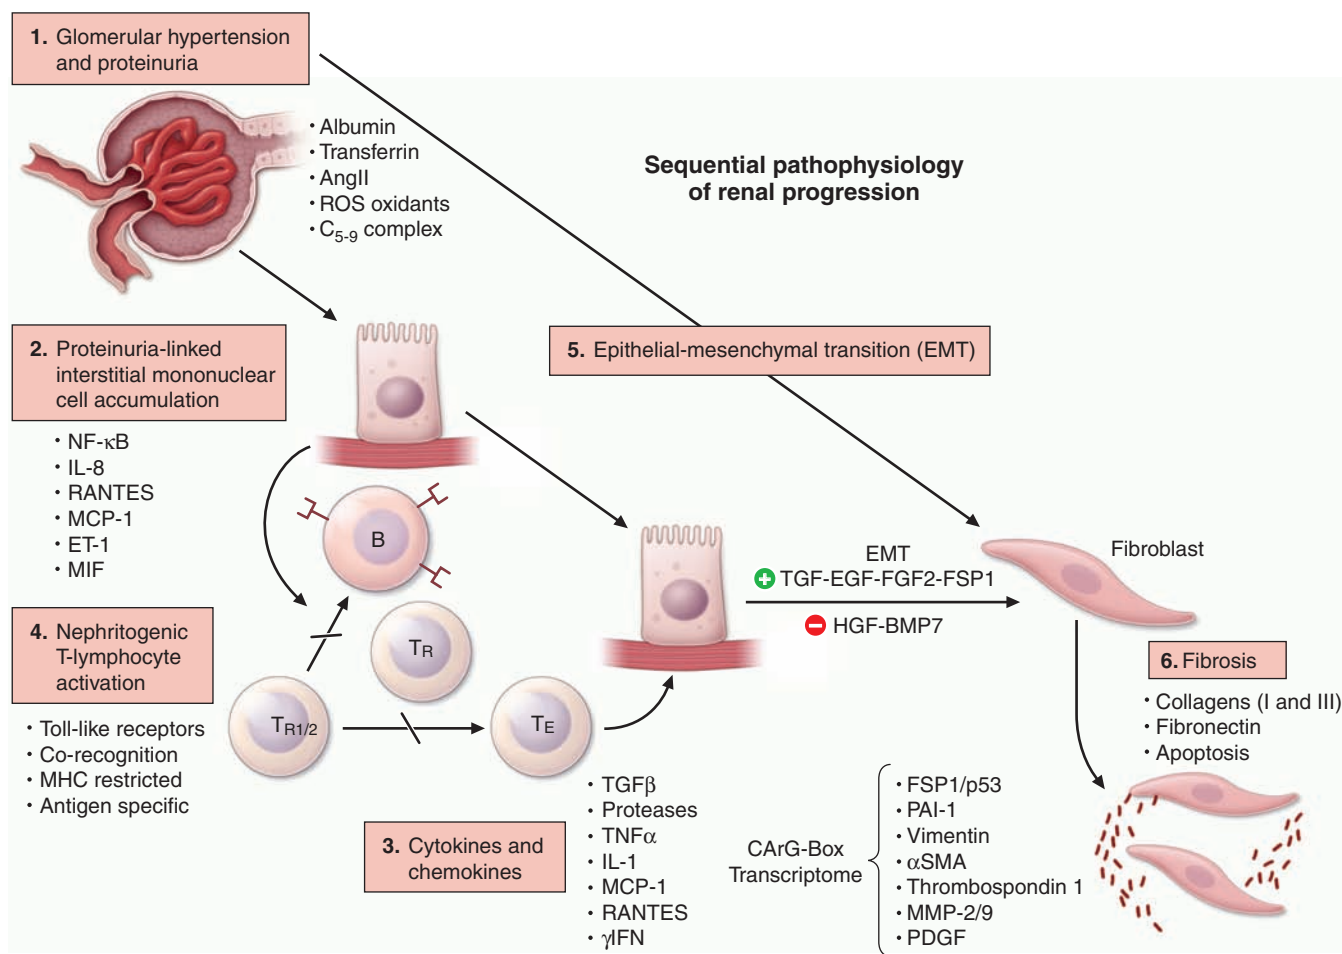 1. Glomerular hypertension
and proteinuria
• Albumin
• Transferrin
• AngII
• ROS oxidants
• C5-9 complex
Sequential pathophysiology
of renal progression
2. Proteinuria-linked
interstitial mononuclear
cell accumulation
• NF-κB
• IL-8
• RANTES
• MCP-1
• ET-1
• MIF
5. Epithelial-mesenchymal transition (EMT)
B
TR
4. Nephritogenic
T-lymphocyte
activation
• Toll-like receptors
• Co-recognition
• MHC restricted
• Antigen specific
TR1/2
TE
EMT
+ TGF-EGF-FGF2-FSP1
− HGF-BMP7
Fibroblast
6. Fibrosis
• Collagens (I and III)
• Fibronectin
• Apoptosis
3. Cytokines and
chemokines
• TGFβ
• Proteases
• TNFα
• IL-1
• MCP-1
• RANTES
• γIFN
CArG-Box
Transcriptome
• FSP1/p53
• PAI-1
• Vimentin
• αSMA
• Thrombospondin 1
• MMP-2/9
• PDGF